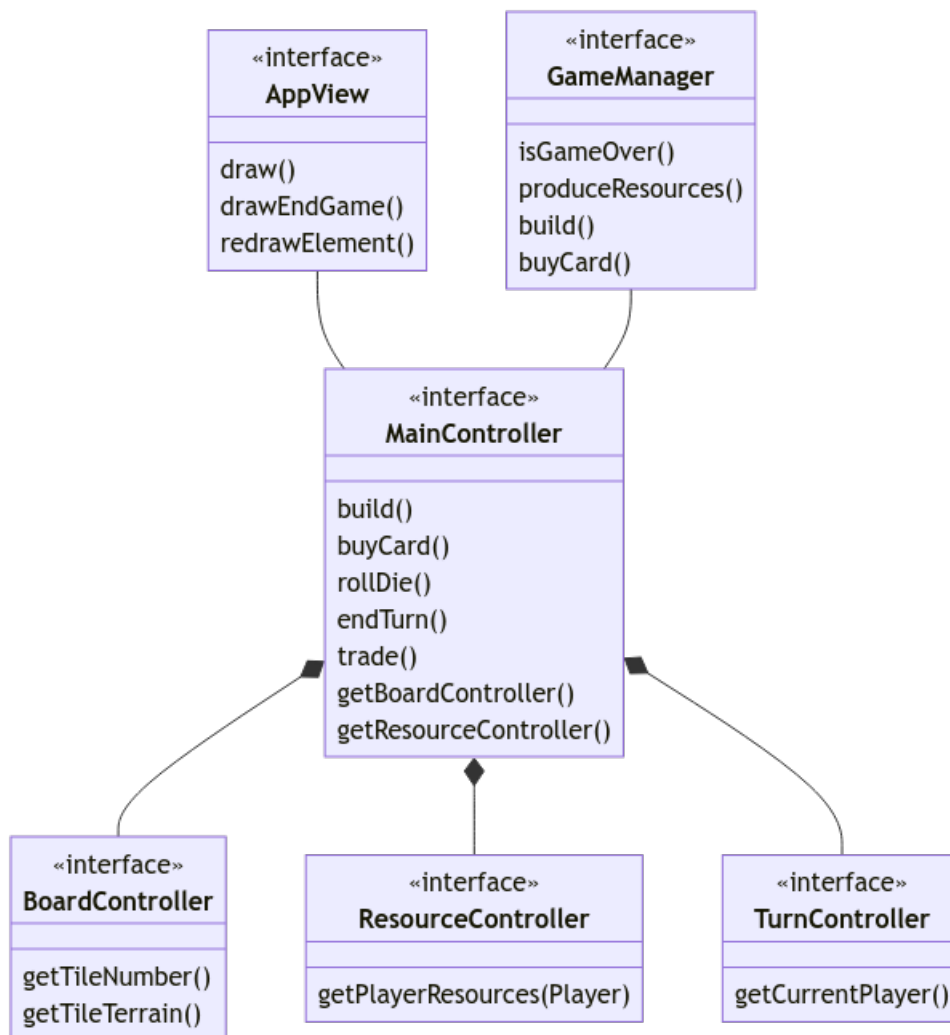 «interface»
AppView
draw()
drawEndGame()
redrawElement()
«interface»
GameManager
isGameOver()
produceResources()
build()
buyCard()
«interface»
MainController
build()
buyCard()
rollDie()
endTurn()
trade()
getBoardController()
getResourceController()
«interface»
BoardController
getTileNumber()
getTileTerrain()
«interface»
ResourceController
getPlayerResources(Player)
«interface»
TurnController
getCurrentPlayer()